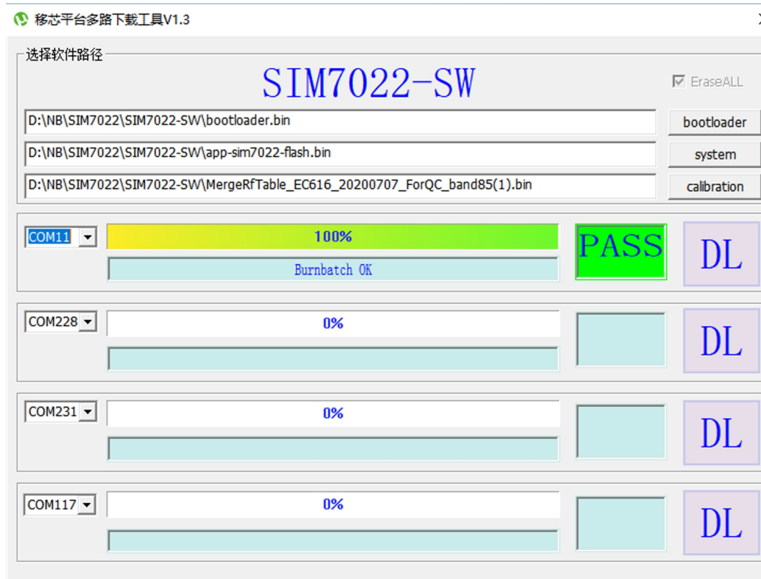 移芯平台多路下载工具V1.3
选择软件路径
SIM7022-SW
EraseALL
D:\NB\SIM7022\SIM7022-SW\bootloader.bin
bootloader
D:\NB\SIM7022\SIM7022-SW\app-sim7022-flash.bin
system
D:\NB\SIM7022\SIM7022-SW\MergeRfTable_EC616_20200707_ForQC_band85(1).bin
calibration
COM11
100%
PASS
DL
Burnbatch OK
COM228
0%
DL
COM231
0%
DL
COM117
0%
DL